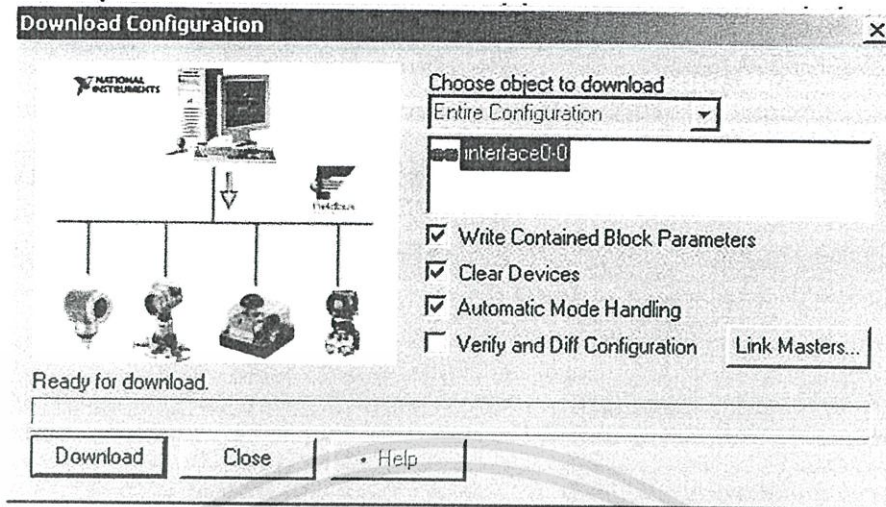 Download Configuration
NATIONAL
INSTRUMENTS
Fieldbus
Choose object to download
Entire Configuration
interface0-0
Write Contained Block Parameters
Clear Devices
Automatic Mode Handling
Verify and Diff Configuration
Link Masters...
Ready for download.
Download
Close
Help